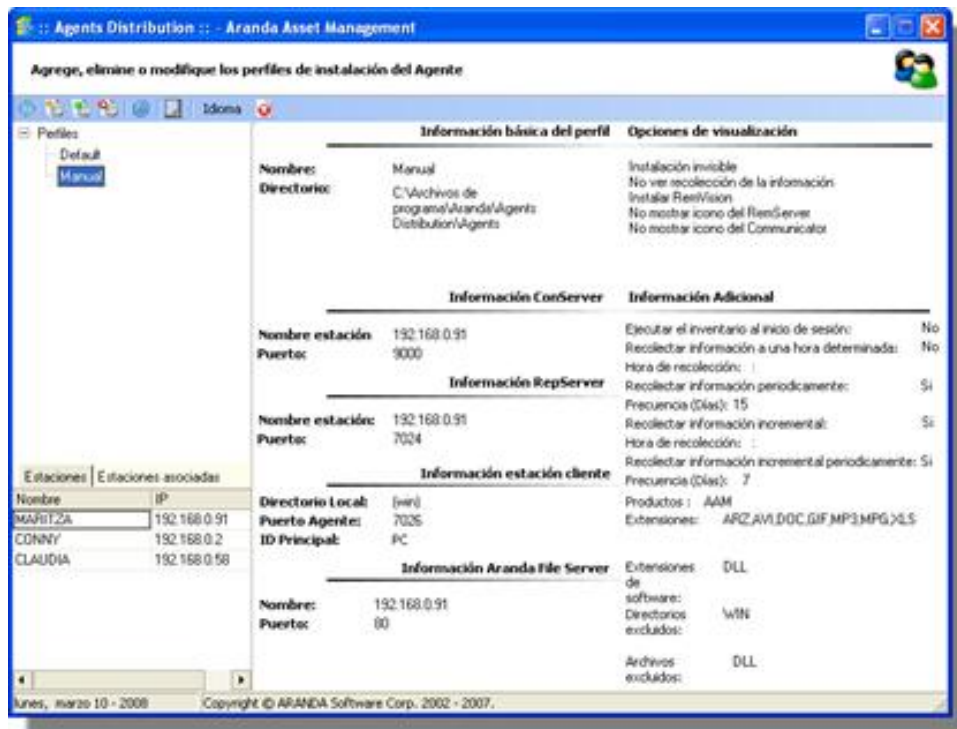 :: Agents Distribution :: - Aranda Asset Management
Agrege, elimine o modifique los perfiles de instalación del Agente
Idioma
Perfiles
Default
Manual
Información básica del perfil
Nombre: Manual
Directorio: C:\Archivos de
programa\Aranda\Agents
Distribution\Agents
Opciones de visualización
Instalación invisible
No ver recolección de la información
Instalar RemVision
No mostrar icono del RemServer
No mostrar icono del Communicator
Información ConServer
Nombre estación 192.168.0.91
Puerto: 9000
Información RepServer
Nombre estación: 192.168.0.91
Puerto: 7024
Información estación cliente
Directorio Local: {win}
Puerto Agente: 7026
ID Principal: PC
Información Aranda File Server
Nombre: 192.168.0.91
Puerto: 80
Información Adicional
Ejecutar el inventario al inicio de sesión: No
Recolectar información a una hora determinada: No
Hora de recolección: :
Recolectar información periodicamente: Si
Frecuencia (Días): 15
Recolectar información incremental: Si
Hora de recolección: :
Recolectar información incremental periodicamente: Si
Frecuencia (Días): 7
Productos : AAM
Extensiones: ARZ,AVI,DOC,GIF,MP3,MPG,XLS
Extensiones DLL
de
software:
Directorios \WIN
excluidos:
Archivos DLL
excluidos:
Estaciones Estaciones asociadas
Nombre IP
MARITZA 192.168.0.91
CONNY 192.168.0.2
CLAUDIA 192.168.0.58
lunes, marzo 10 - 2008 Copyright © ARANDA Software Corp. 2002 - 2007.